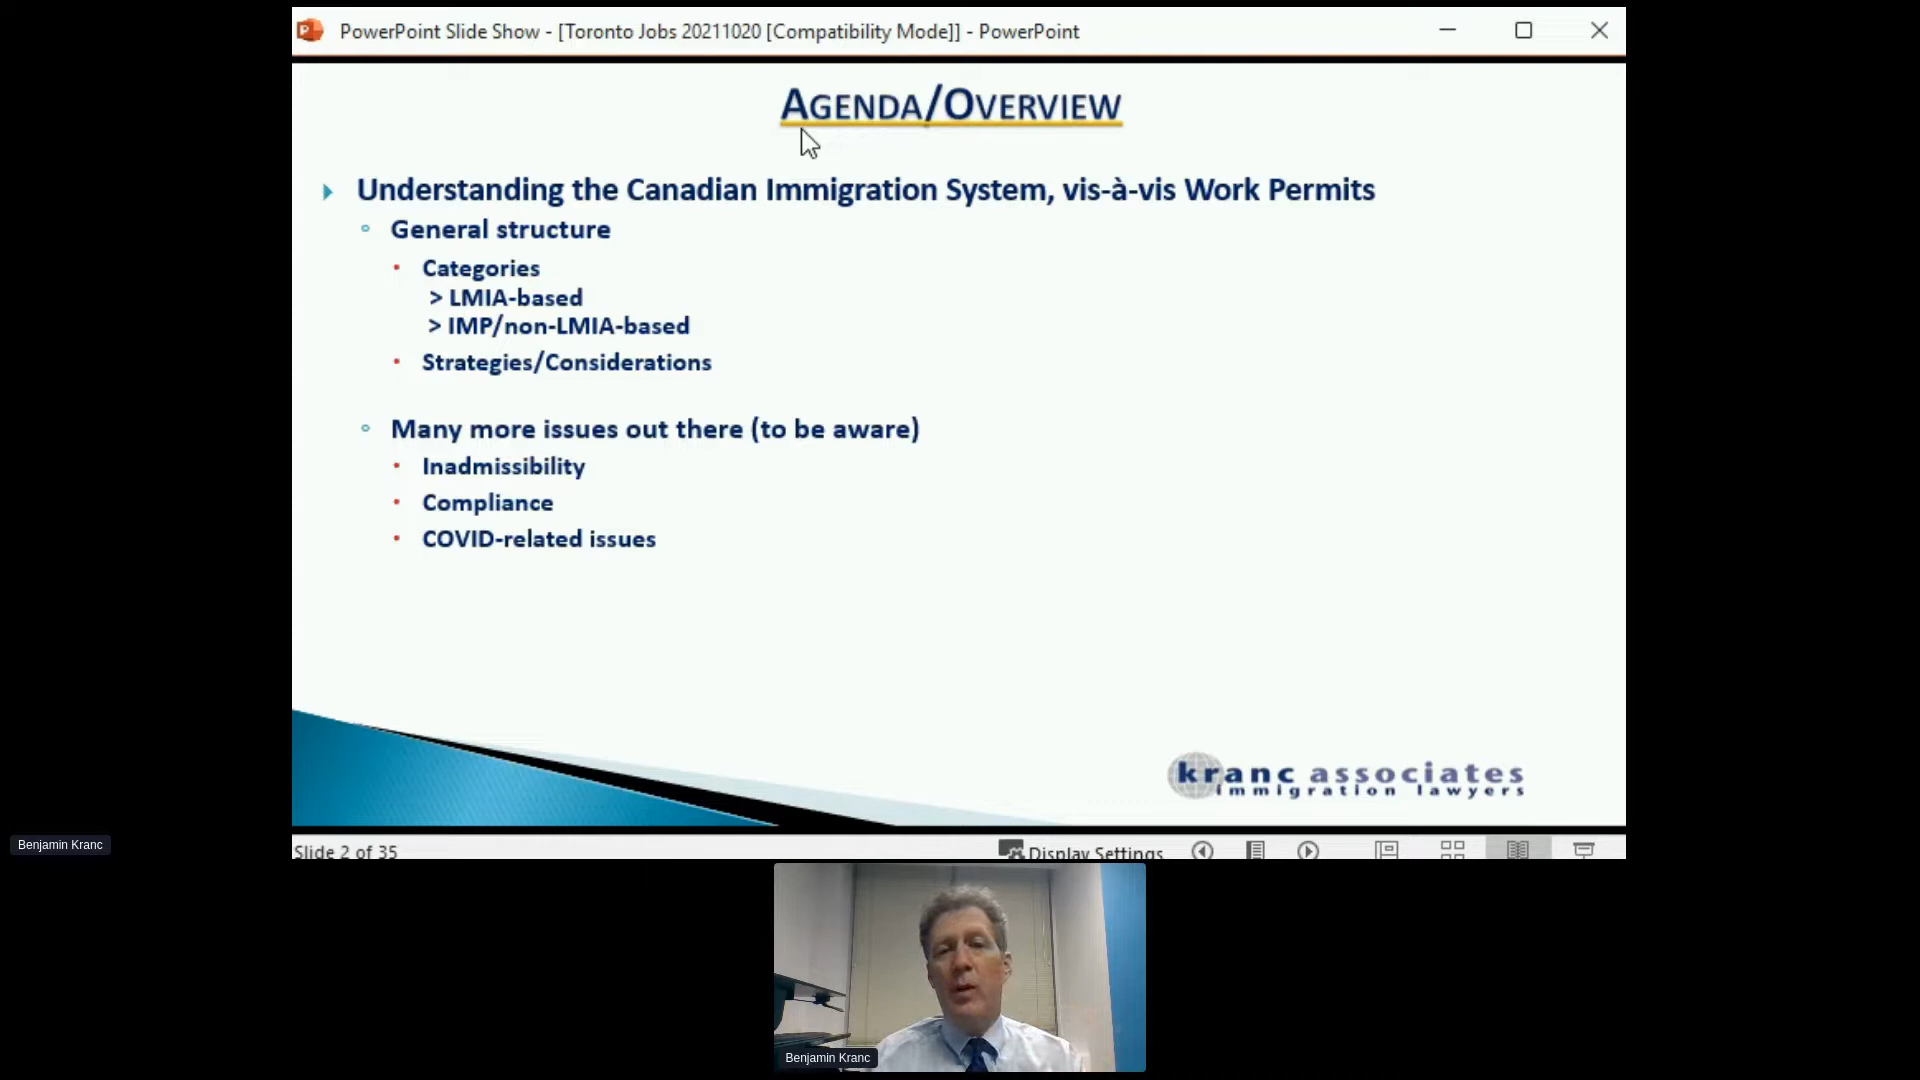 PowerPoint Slide Show - [Toronto Jobs 20211020 [Compatibility Mode]] - PowerPoint
AGENDA/OVERVIEW
Understanding the Canadian Immigration System, vis-à-vis Work Permits
General structure
Categories
> LMIA-based
> IMP/non-LMIA-based
Strategies/Considerations
Many more issues out there (to be aware)
Inadmissibility
Compliance
COVID-related issues
kranc associates
immigration lawyers
Benjamin Kranc
Slide 2 of 35
Display Settings
Benjamin Kranc